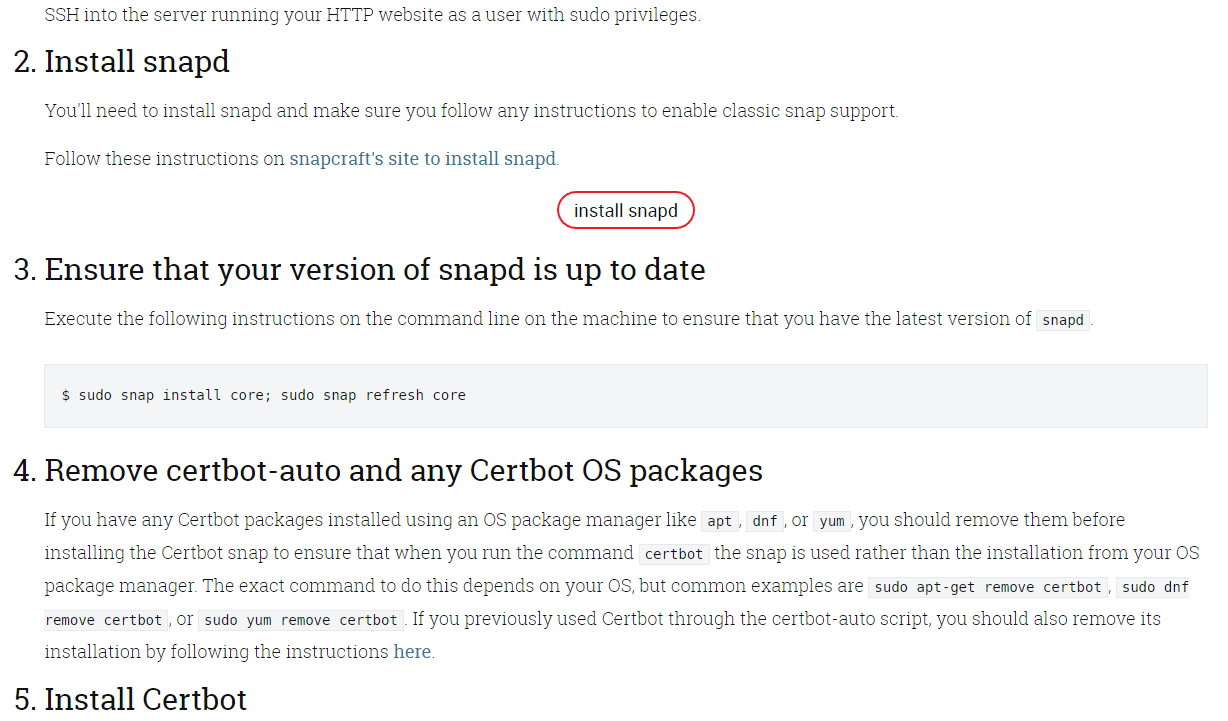 SSH into the server running your HTTP website as a user with sudo privileges.
2. Install snapd
You'll need to install snapd and make sure you follow any instructions to enable classic snap support.
Follow these instructions on snapcraft's site to install snapd.
install snapd
3. Ensure that your version of snapd is up to date
Execute the following instructions on the command line on the machine to ensure that you have the latest version of snapd.
$ sudo snap install core; sudo snap refresh core
4. Remove certbot-auto and any Certbot OS packages
If you have any Certbot packages installed using an OS package manager like apt, dnf, or yum, you should remove them before
installing the Certbot snap to ensure that when you run the command certbot the snap is used rather than the installation from your OS
package manager. The exact command to do this depends on your OS, but common examples are sudo apt-get remove certbot, sudo dnf
remove certbot, or sudo yum remove certbot. If you previously used Certbot through the certbot-auto script, you should also remove its
installation by following the instructions here.
5. Install Certbot